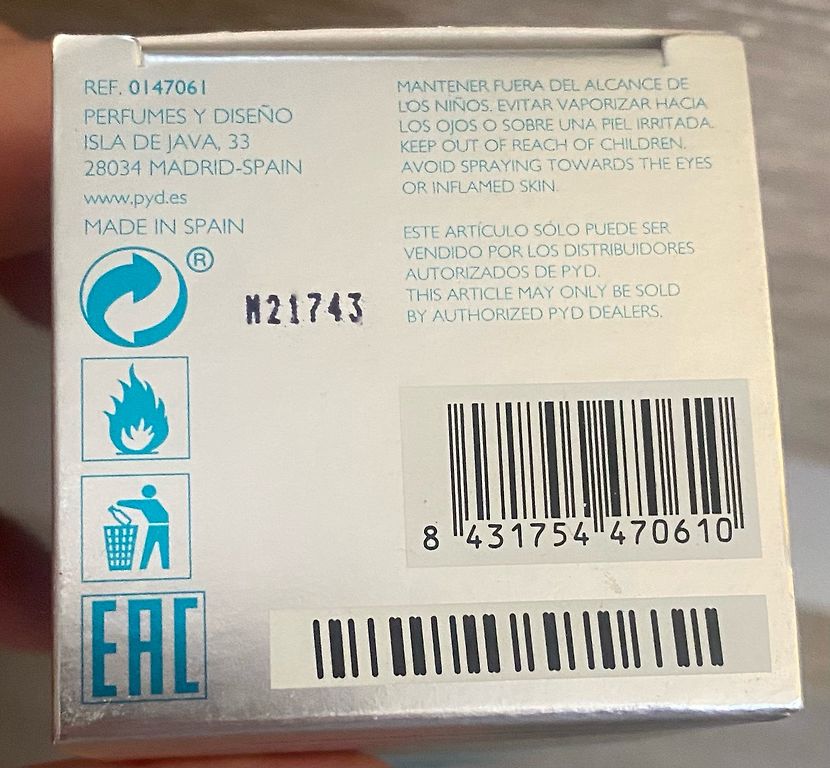 REF. 0147061
PERFUMES Y DISEÑO
ISLA DE JAVA, 33
28034 MADRID-SPAIN
www.pyd.es
MADE IN SPAIN
®
M21743
EAC
MANTENER FUERA DEL ALCANCE DE
LOS NIÑOS. EVITAR VAPORIZAR HACIA
LOS OJOS O SOBRE UNA PIEL IRRITADA.
KEEP OUT OF REACH OF CHILDREN.
AVOID SPRAYING TOWARDS THE EYES
OR INFLAMED SKIN.
ESTE ARTÍCULO SÓLO PUEDE SER
VENDIDO POR LOS DISTRIBUIDORES
AUTORIZADOS DE PYD.
THIS ARTICLE MAY ONLY BE SOLD
BY AUTHORIZED PYD DEALERS.
8 431754 470610